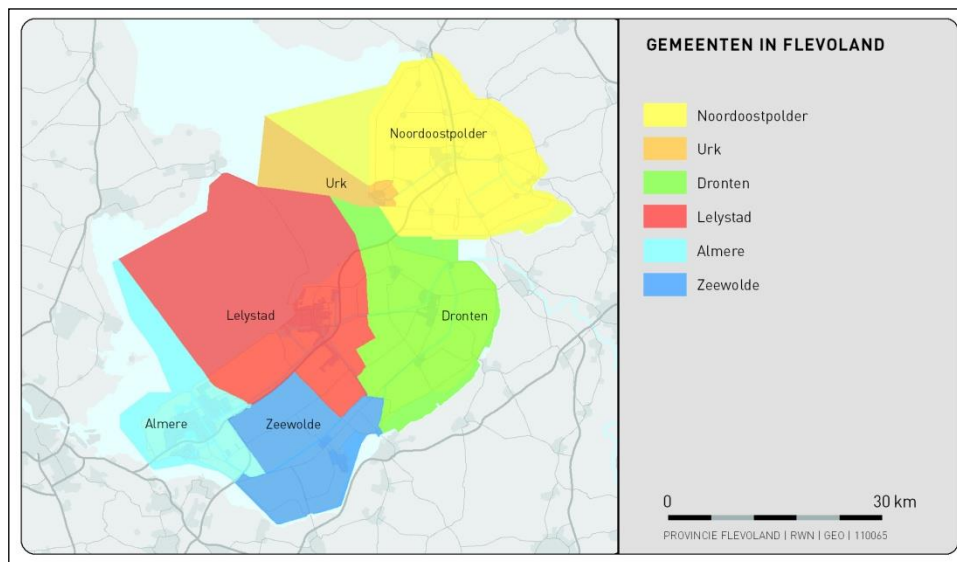 GEMEENTEN IN FLEVOLAND
Noordoostpolder
Urk
Dronten
Lelystad
Almere
Zeewolde
Noordoostpolder
Urk
Lelystad
Dronten
Almere
Zeewolde
0 30 km
PROVINCIE FLEVOLAND | RWN | GEO | 110065